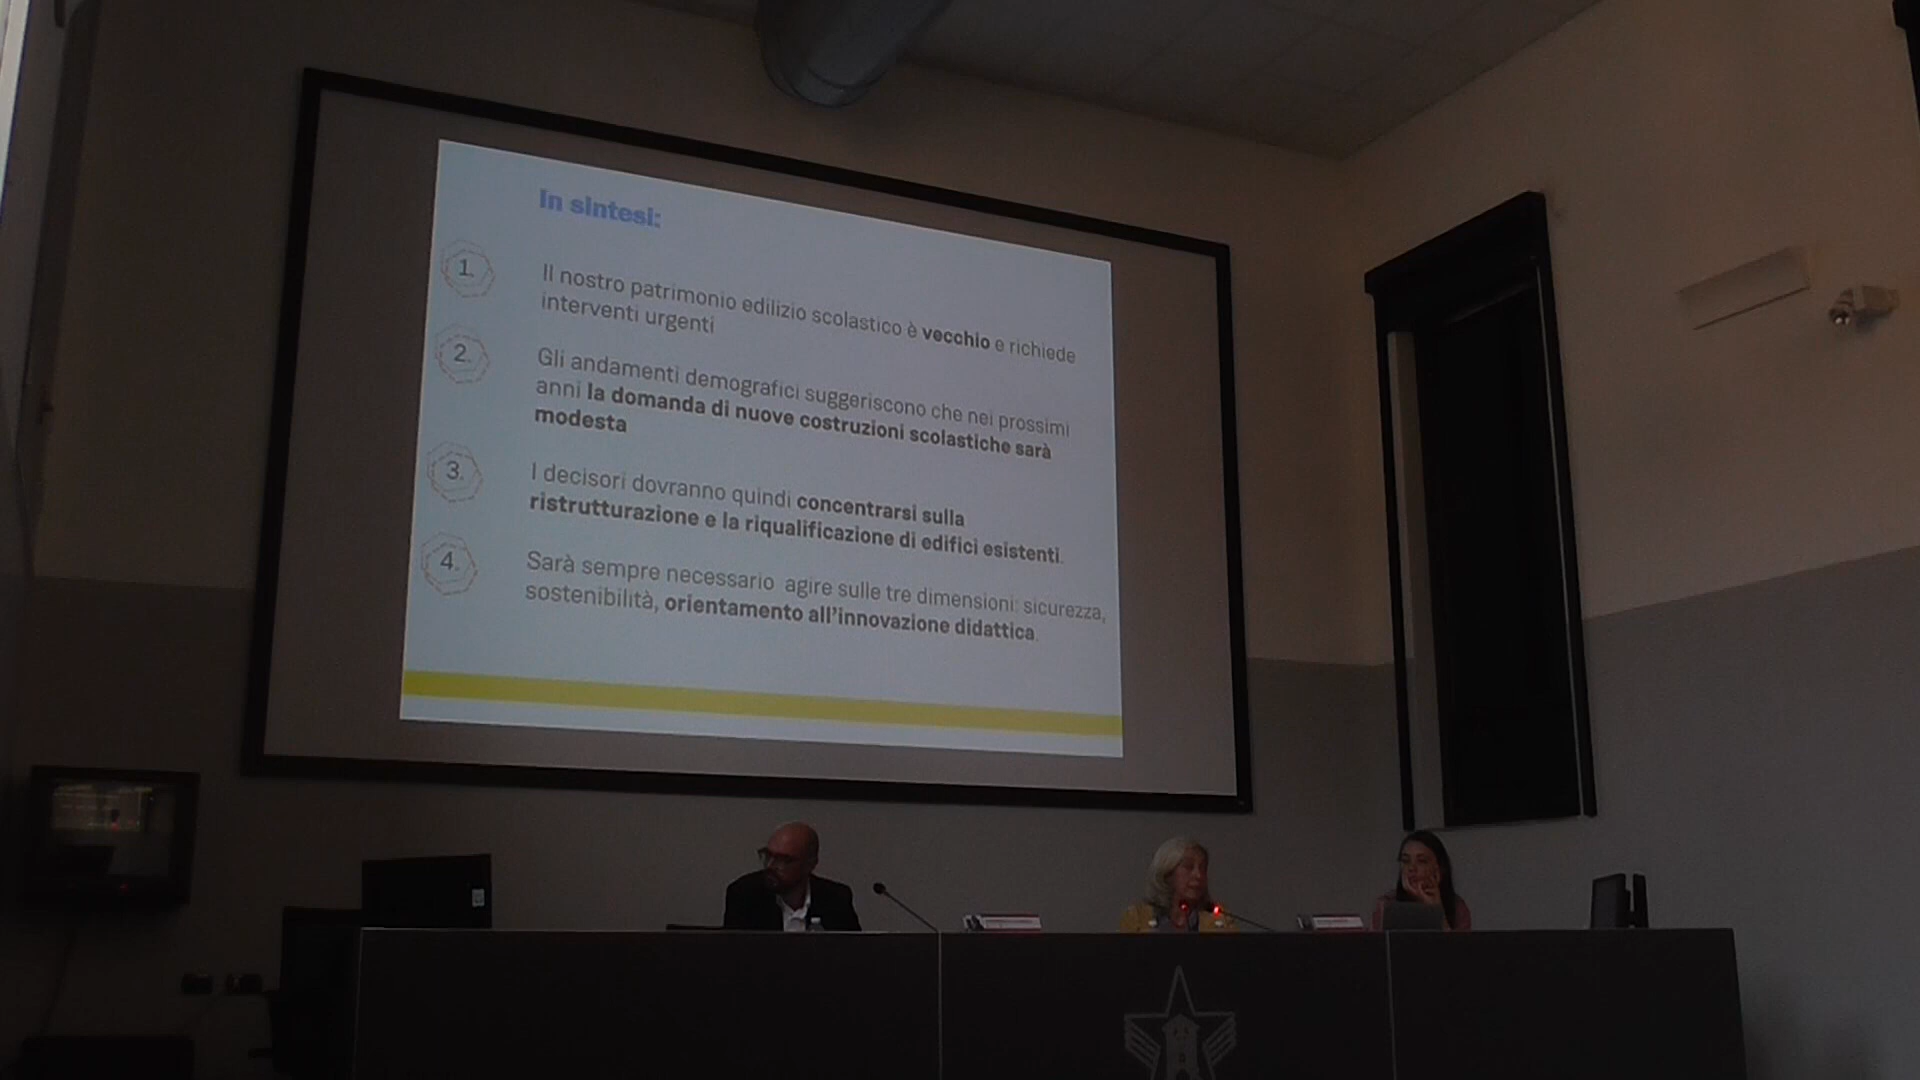 In sintesi:
1.
Il nostro patrimonio edilizio scolastico è vecchio e richiede
interventi urgenti
2.
Gli andamenti demografici suggeriscono che nei prossimi
anni la domanda di nuove costruzioni scolastiche sarà
modesta
3.
I decisori dovranno quindi concentrarsi sulla
ristrutturazione e la riqualificazione di edifici esistenti.
4.
Sarà sempre necessario agire sulle tre dimensioni: sicurezza,
sostenibilità, orientamento all'innovazione didattica.